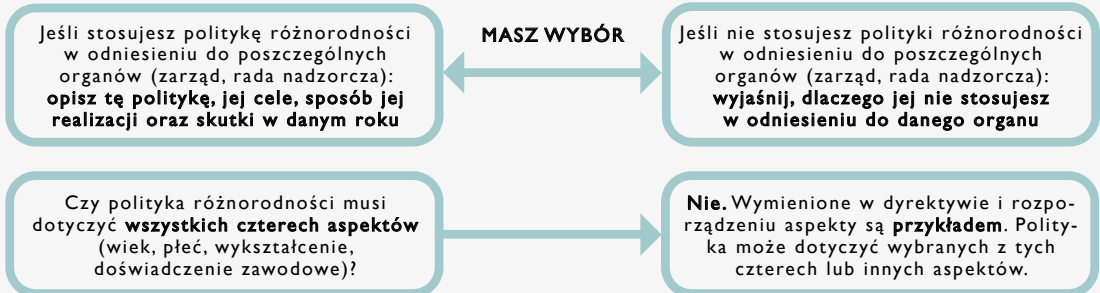 Jeśli stosujesz politykę różnorodności
w odniesieniu do poszczególnych
organów (zarząd, rada nadzorcza):
opisz tę politykę, jej cele, sposób jej
realizacji oraz skutki w danym roku
MASZ WYBÓR
Jeśli nie stosujesz polityki różnorodności
w odniesieniu do poszczególnych
organów (zarząd, rada nadzorcza):
wyjaśnij, dlaczego jej nie stosujesz
w odniesieniu do danego organu
Czy polityka różnorodności musi
dotyczyć wszystkich czterech aspektów
(wiek, płeć, wykształcenie,
doświadczenie zawodowe)?
Nie. Wymienione w dyrektywie i rozpo-
rządzeniu aspekty są przykładem. Polity-
ka może dotyczyć wybranych z tych
czterech lub innych aspektów.